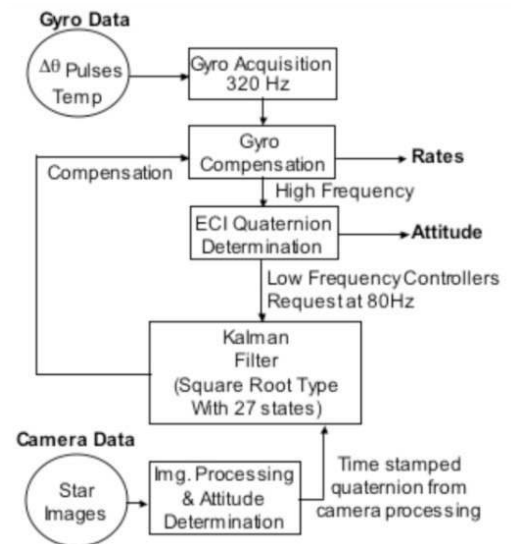 Gyro Data
Δθ Pulses
Temp
Gyro Acquisition
320 Hz
Gyro
Compensation
Rates
Compensation
High Frequency
ECI Quaternion
Determination
Attitude
Low Frequency Controllers
Request at 80Hz
Kalman
Filter
(Square Root Type
With 27 states)
Camera Data
Star
Images
Img. Processing
& Attitude
Determination
Time stamped
quaternion from
camera processing